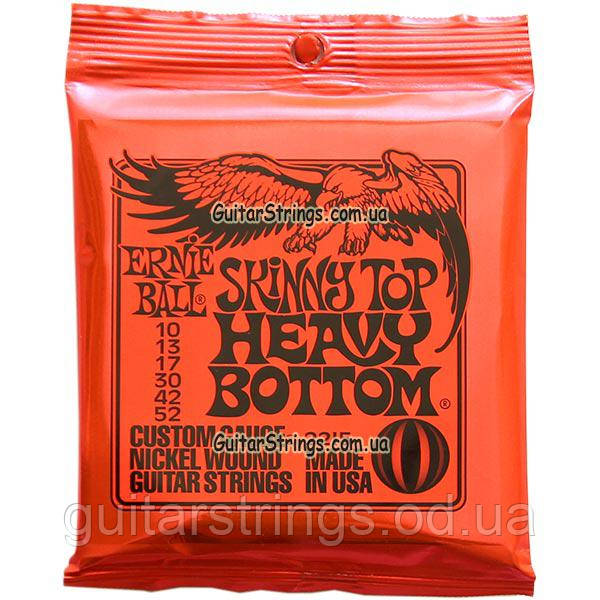 GuitarStrings.com.ua
ERNIE
BALL®
SKINNY TOP
HEAVY
BOTTOM®
10
13
17
30
42
52
CUSTOM GAUGE
GuitarStrings.com.ua
NICKEL WOUND
GUITAR STRINGS
MADE
IN USA
guitarstrings.od.ua